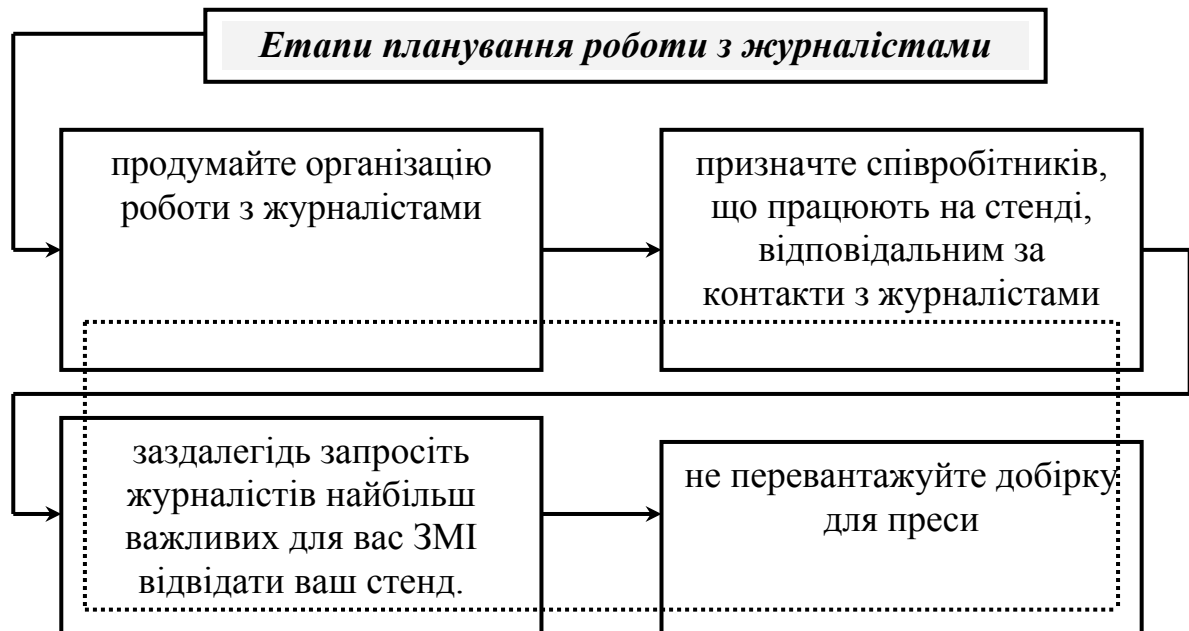 Етапи планування роботи з журналістами
продумайте організацію
роботи з журналістами
призначте співробітників,
що працюють на стенді,
відповідальним за
контакти з журналістами
заздалегідь запросіть
журналістів найбільш
важливих для вас ЗМІ
відвідати ваш стенд.
не перевантажуйте добірку
для преси